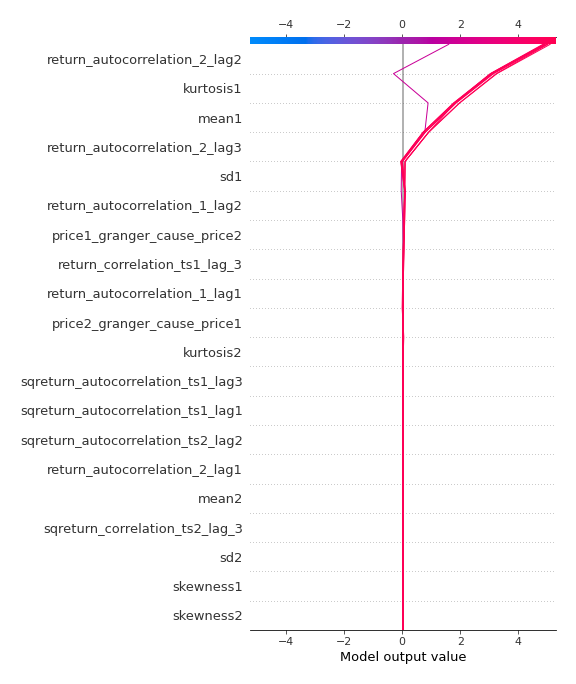 −4 −2 0 2 4
return_autocorrelation_2_lag2
kurtosis1
mean1
return_autocorrelation_2_lag3
sd1
return_autocorrelation_1_lag2
price1_granger_cause_price2
return_correlation_ts1_lag_3
return_autocorrelation_1_lag1
price2_granger_cause_price1
kurtosis2
sqreturn_autocorrelation_ts1_lag3
sqreturn_autocorrelation_ts1_lag1
sqreturn_autocorrelation_ts2_lag2
return_autocorrelation_2_lag1
mean2
sqreturn_correlation_ts2_lag_3
sd2
skewness1
skewness2
−4 −2 0 2 4
Model output value